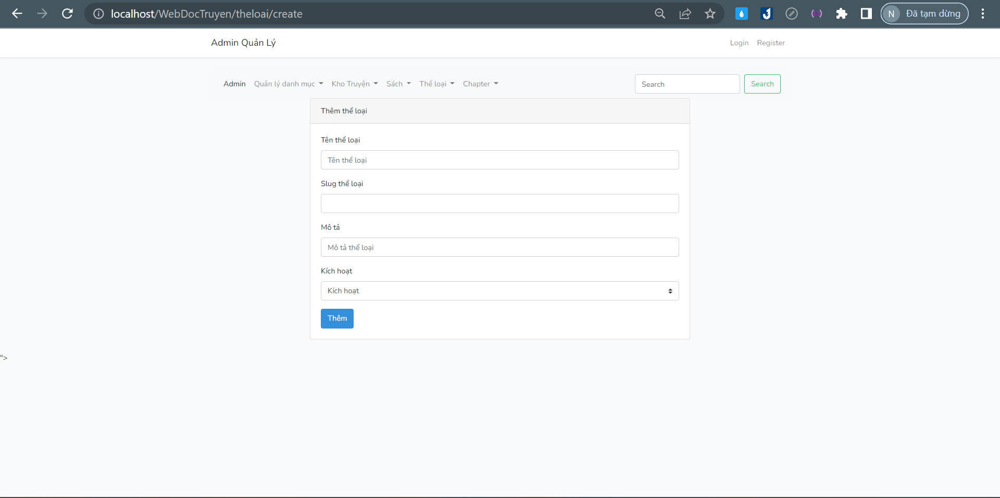 localhost/WebDocTruyen/theloai/create
N Đã tạm dừng
Admin Quản Lý Login Register
Admin Quản lý danh mục Kho Truyện Sách Thể loại Chapter Search Search
Thêm thể loại
Tên thể loại
Tên thể loại
Slug thể loại
Mô tả
Mô tả thể loại
Kích hoạt
Kích hoạt
Thêm
">